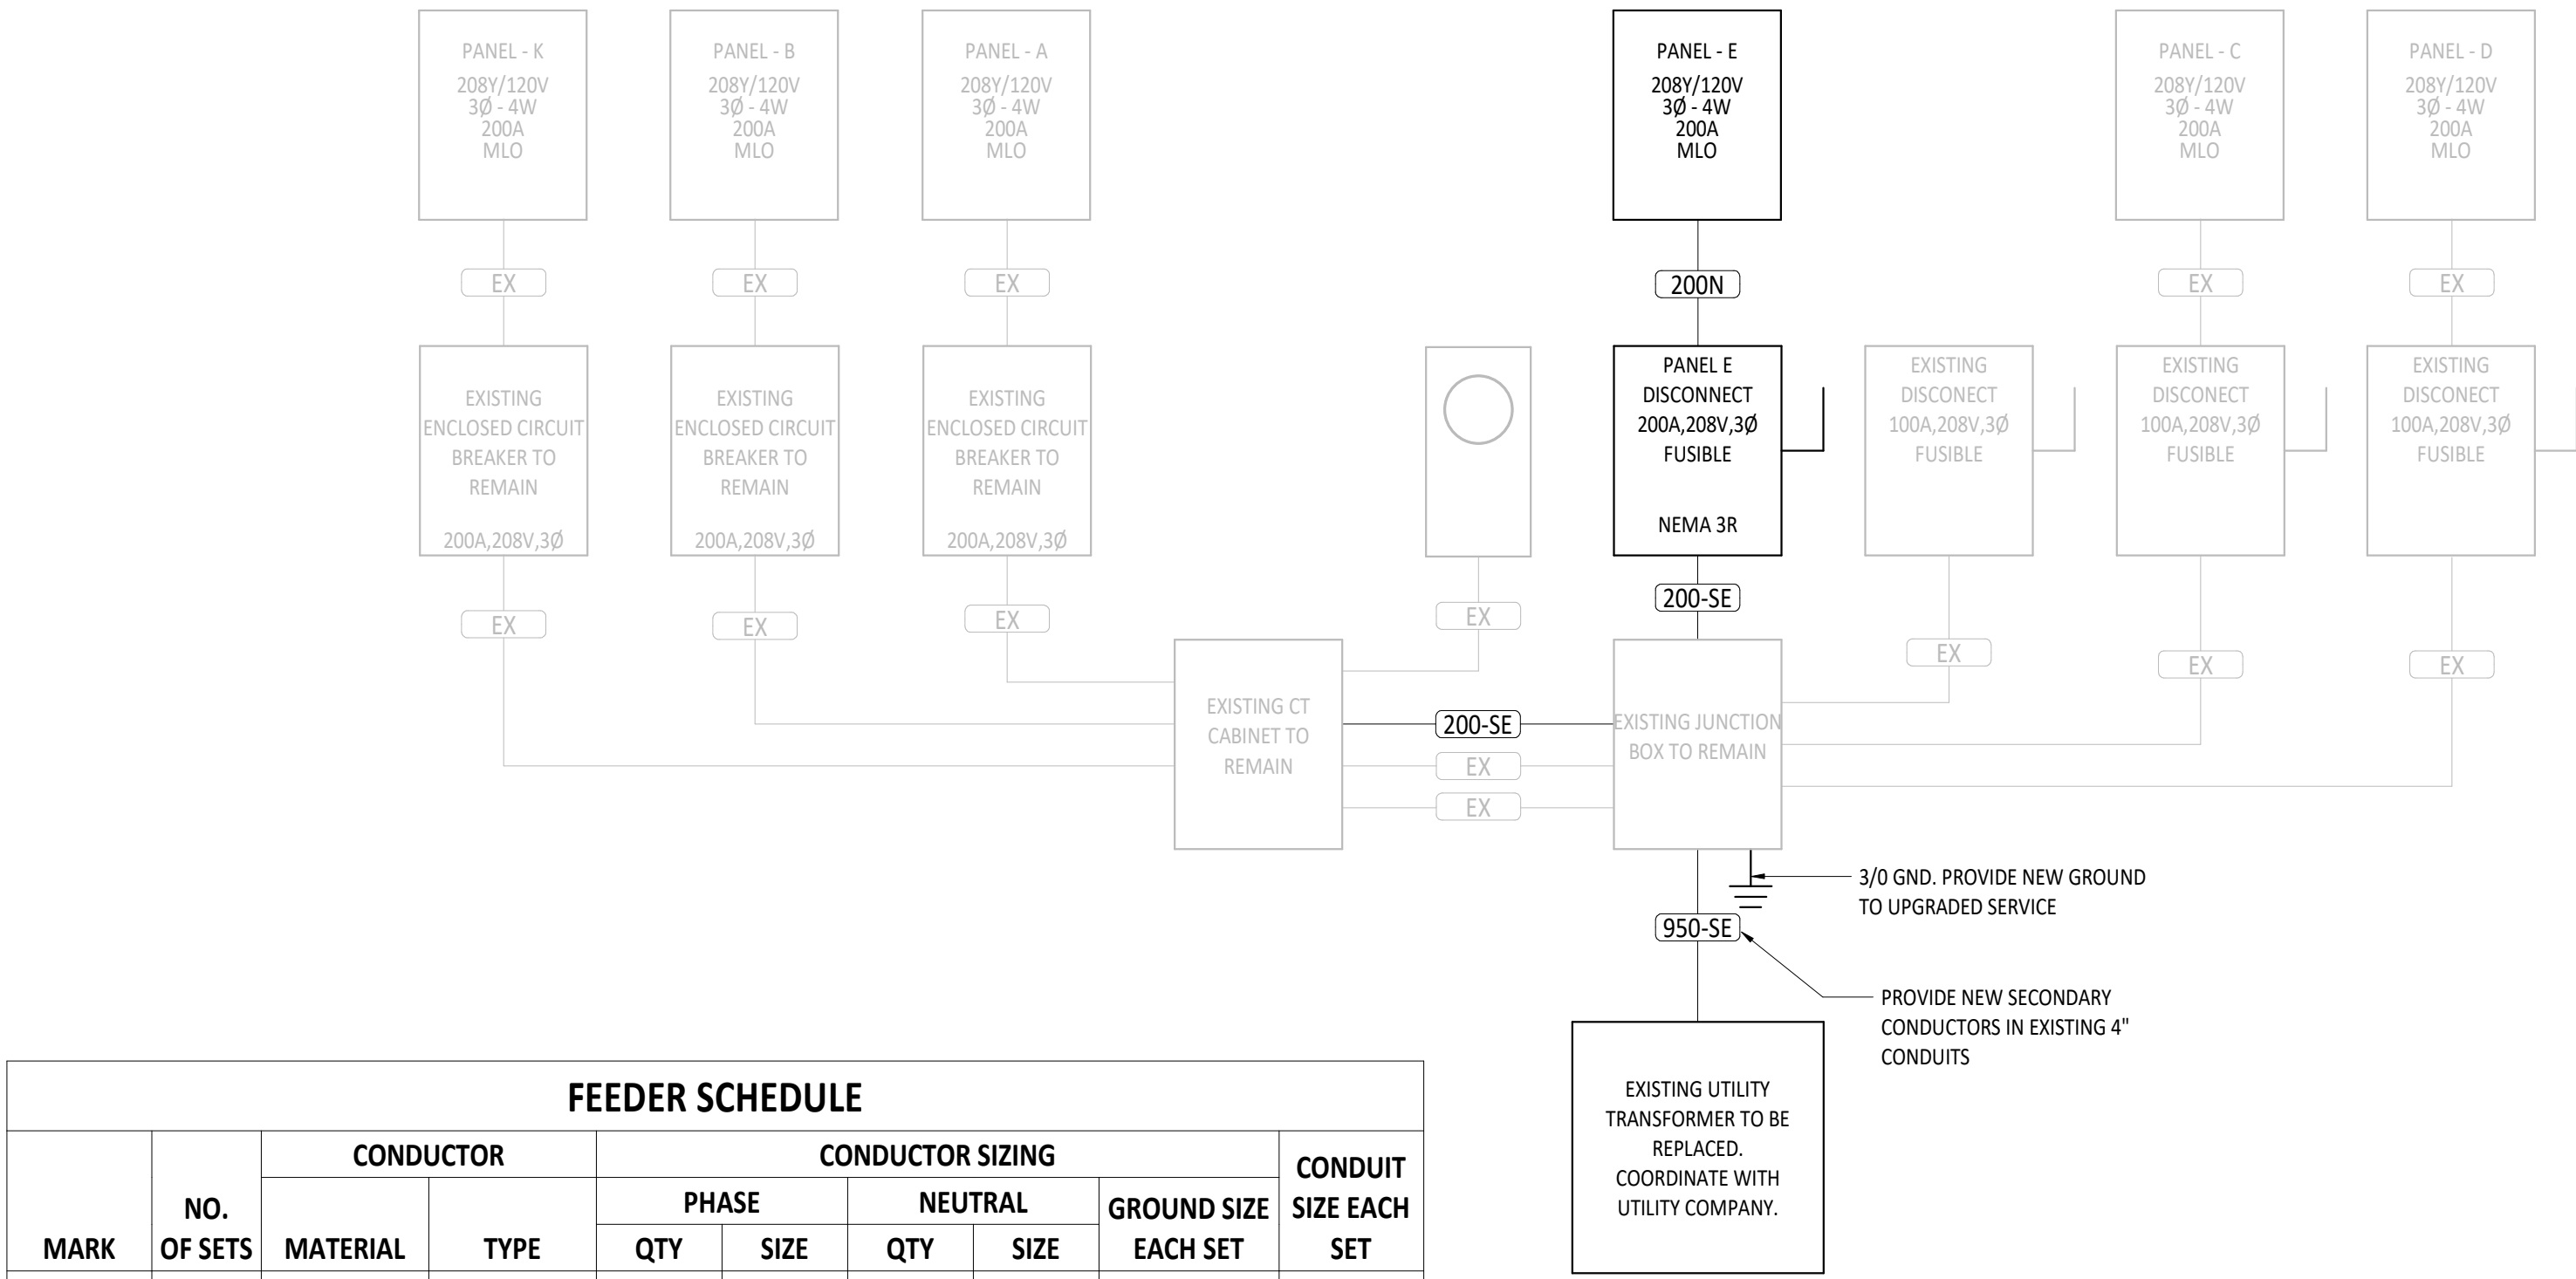 PANEL - K
208Y/120V
3Ø - 4W
200A
MLO
PANEL - B
208Y/120V
3Ø - 4W
200A
MLO
PANEL - A
208Y/120V
3Ø - 4W
200A
MLO
PANEL - E
208Y/120V
3Ø - 4W
200A
MLO
PANEL - C
208Y/120V
3Ø - 4W
200A
MLO
PANEL - D
208Y/120V
3Ø - 4W
200A
MLO
EX
EX
EX
200N
EX
EX
EXISTING
ENCLOSED CIRCUIT
BREAKER TO
REMAIN
200A,208V,3Ø
EXISTING
ENCLOSED CIRCUIT
BREAKER TO
REMAIN
200A,208V,3Ø
EXISTING
ENCLOSED CIRCUIT
BREAKER TO
REMAIN
200A,208V,3Ø
PANEL E
DISCONNECT
200A,208V,3Ø
FUSIBLE
NEMA 3R
EXISTING
DISCONECT
100A,208V,3Ø
FUSIBLE
EXISTING
DISCONECT
100A,208V,3Ø
FUSIBLE
EXISTING
DISCONECT
100A,208V,3Ø
FUSIBLE
EX
EX
EX
EX
200-SE
EX
EX
EX
EXISTING CT
CABINET TO
REMAIN
200-SE
EX
EX
EXISTING JUNCTION
BOX TO REMAIN
3/0 GND. PROVIDE NEW GROUND
TO UPGRADED SERVICE
950-SE
PROVIDE NEW SECONDARY
CONDUCTORS IN EXISTING 4"
CONDUITS
EXISTING UTILITY
TRANSFORMER TO BE
REPLACED.
COORDINATE WITH
UTILITY COMPANY.
FEEDER SCHEDULE
MARK
NO.
OF SETS
CONDUCTOR
MATERIAL
TYPE
CONDUCTOR SIZING
PHASE
QTY
SIZE
NEUTRAL
QTY
SIZE
GROUND SIZE
EACH SET
CONDUIT
SIZE EACH
SET